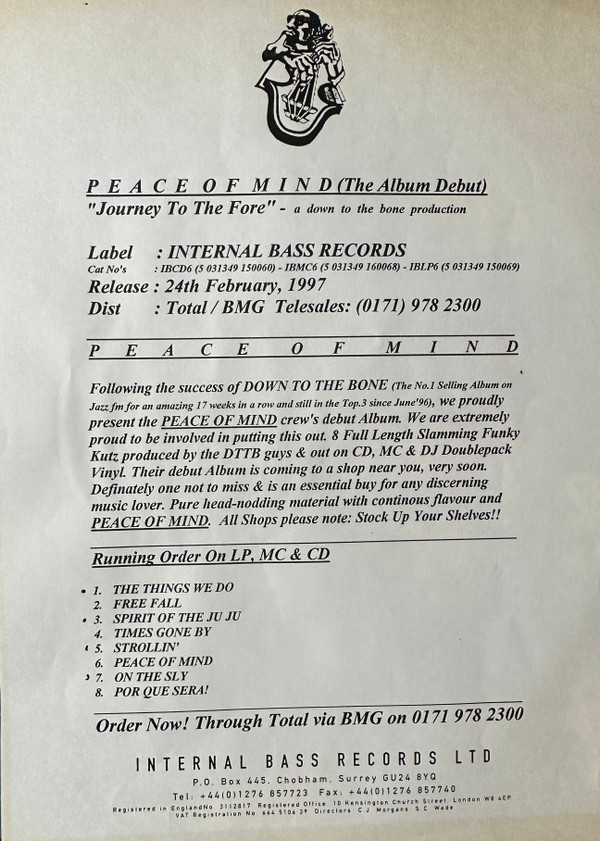 P E A C E O F M I N D (The Album Debut)
"Journey To The Fore" - a down to the bone production
Label : INTERNAL BASS RECORDS
Cat No's : IBCD6 (5 031349 150060) - IBMC6 (5 031349 160068) - IBLP6 (5 031349 150069)
Release : 24th February, 1997
Dist : Total / BMG Telesales: (0171) 978 2300
P E A C E O F M I N D
Following the success of DOWN TO THE BONE (The No.1 Selling Album on
Jazz fm for an amazing 17 weeks in a row and still in the Top.3 since June'96), we proudly
present the PEACE OF MIND crew's debut Album. We are extremely
proud to be involved in putting this out. 8 Full Length Slamming Funky
Kutz produced by the DTTB guys & out on CD, MC & DJ Doublepack
Vinyl. Their debut Album is coming to a shop near you, very soon.
Definately one not to miss & is an essential buy for any discerning
music lover. Pure head-nodding material with continous flavour and
PEACE OF MIND. All Shops please note: Stock Up Your Shelves!!
Running Order On LP, MC & CD
1. THE THINGS WE DO
2. FREE FALL
3. SPIRIT OF THE JU JU
4. TIMES GONE BY
5. STROLLIN'
6. PEACE OF MIND
7. ON THE SLY
8. POR QUE SERA!
Order Now! Through Total via BMG on 0171 978 2300
INTERNAL BASS RECORDS LTD
P.O. Box 445, Chobham, Surrey GU24 8YQ
Tel: +44(0)1276 857723 Fax: +44(0)1276 857740
Registered in England No. 3112817 Registered Office 10 Kensington Church Street. London W8 4EP
VAT Registration No 664 5106 39 Directors C.J Morgans S.C Wade